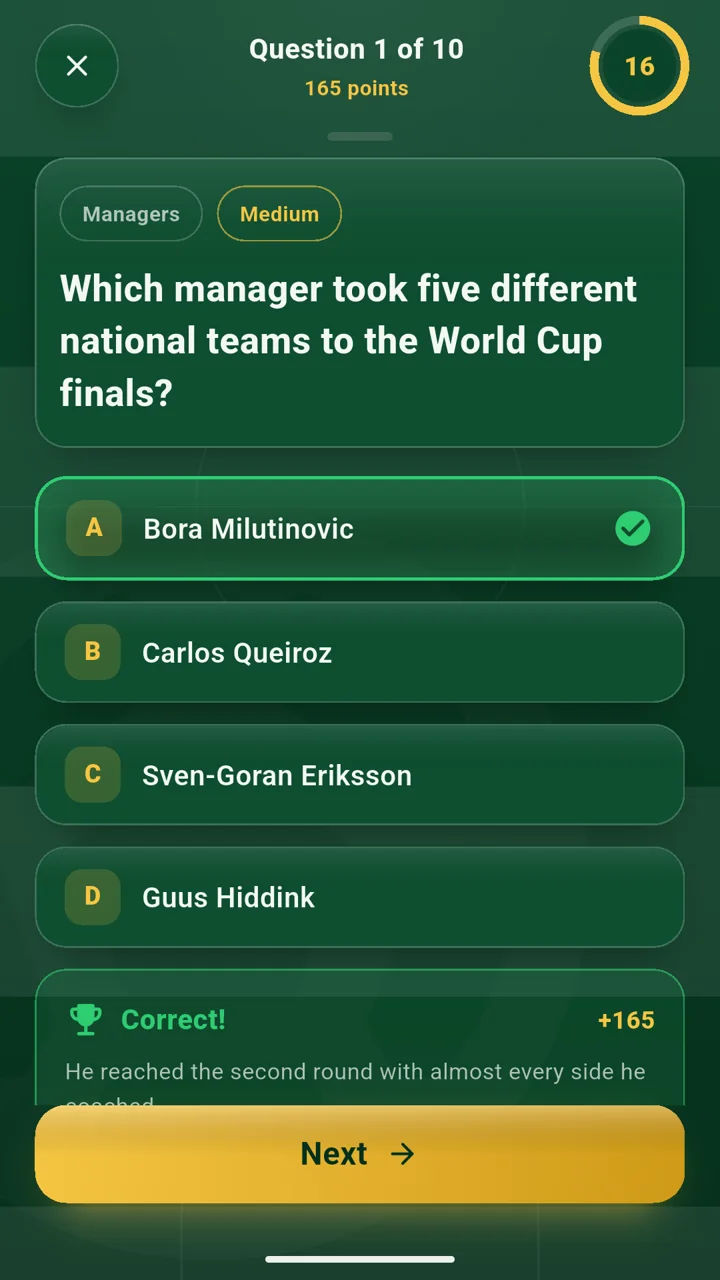 Question 1 of 10
165 points
16
Managers
Medium
Which manager took five different
national teams to the World Cup
finals?
A
Bora Milutinovic
B
Carlos Queiroz
C
Sven-Goran Eriksson
D
Guus Hiddink
Correct!
+165
He reached the second round with almost every side he
Next